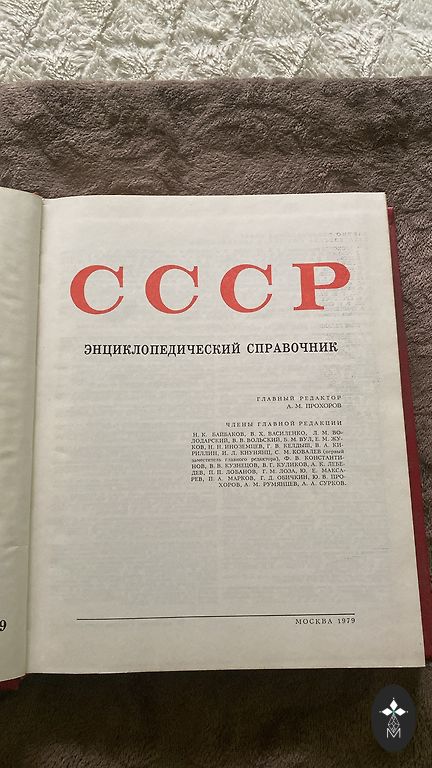 СССР
ЭНЦИКЛОПЕДИЧЕСКИЙ СПРАВОЧНИК
ГЛАВНЫЙ РЕДАКТОР
А. М. ПРОХОРОВ
ЧЛЕНЫ ГЛАВНОЙ РЕДАКЦИИ
Н. К. БАЙБАКОВ, В. Х. ВАСИЛЕНКО, Л. М. ВО-
ЛОДАРСКИЙ, В. В. ВОЛЬСКИЙ, Б. М. ВУЛ, Е. М. ЖУ-
КОВ, Н. Н. ИНОЗЕМЦЕВ, Г. В. КЕЛДЫШ, В. А. КИ-
РИЛЛИН, И. Л. КНУНЯНЦ, С. М. КОВАЛЕВ (первый
заместитель главного редактора), Ф. В. КОНСТАНТИ-
НОВ, В. В. КУЗНЕЦОВ, В. Г. КУЛИКОВ, А. К. ЛЕБЕ-
ДЕВ, П. П. ЛОБАНОВ, Г. М. ЛОЗА, Ю. Е. МАКСА-
РЕВ, П. А. МАРКОВ, Г. Д. ОБИЧКИН, Ю. В. ПРО-
ХОРОВ, А. М. РУМЯНЦЕВ, А. А. СУРКОВ.
9
МОСКВА 1979
M